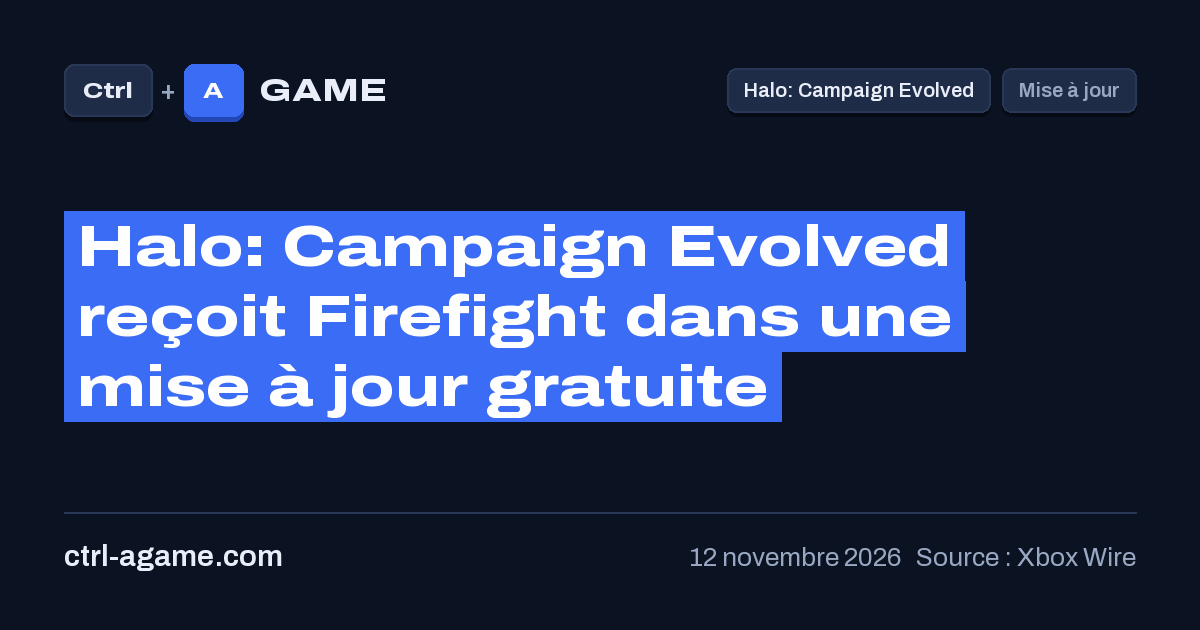 Ctrl + A GAME
Halo: Campaign Evolved
Mise à jour
Halo: Campaign Evolved
reçoit Firefight dans une
mise à jour gratuite
ctrl-agame.com
12 novembre 2026 Source : Xbox Wire